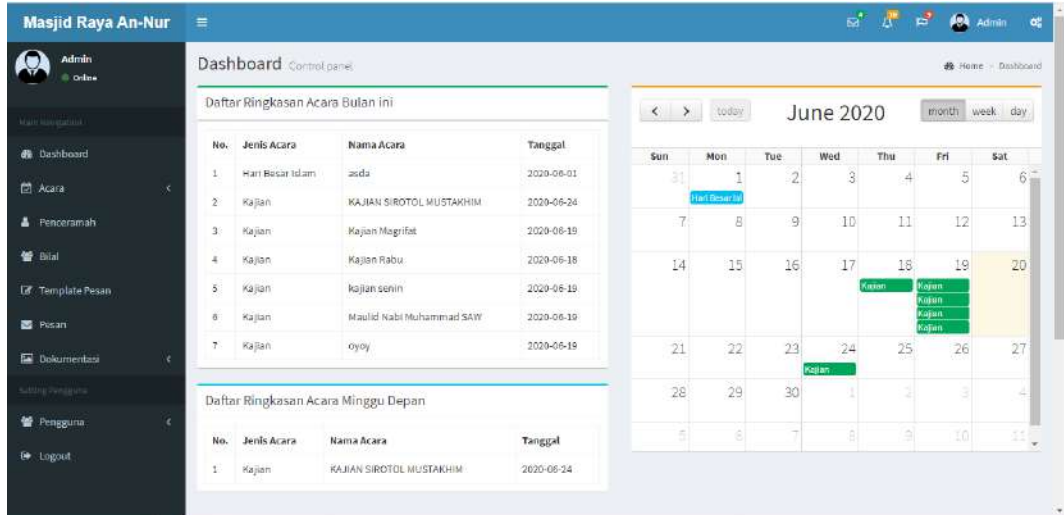 Masjid Raya An-Nur
Admin
Admin
Online
Main Navigation
Dashboard
Acara
Penceramah
Bilal
Template Pesan
Pesan
Dokumentasi
Setting Pengguna
Pengguna
Logout
Dashboard Control panel
Home > Dashboard
Daftar Ringkasan Acara Bulan ini
No. Jenis Acara Nama Acara Tanggal
1 Hari Besar Islam asda 2020-06-01
2 Kajian KAJIAN SIROTOL MUSTAKHIM 2020-06-24
3 Kajian Kajian Magrifat 2020-06-19
4 Kajian Kajian Rabu 2020-06-18
5 Kajian kajian senin 2020-06-19
6 Kajian Maulid Nabi Muhammad SAW 2020-06-19
7 Kajian oyoy 2020-06-19
Daftar Ringkasan Acara Minggu Depan
No. Jenis Acara Nama Acara Tanggal
1 Kajian KAJIAN SIROTOL MUSTAKHIM 2020-06-24
today June 2020 month week day
Sun Mon Tue Wed Thu Fri Sat
31 1 2 3 4 5 6
Hari Besar Isl
7 8 9 10 11 12 13
14 15 16 17 18 19 20
Kajian Kajian
Kajian
Kajian
Kajian
21 22 23 24 25 26 27
Kajian
28 29 30 1 2 3 4
5 6 7 8 9 10 11